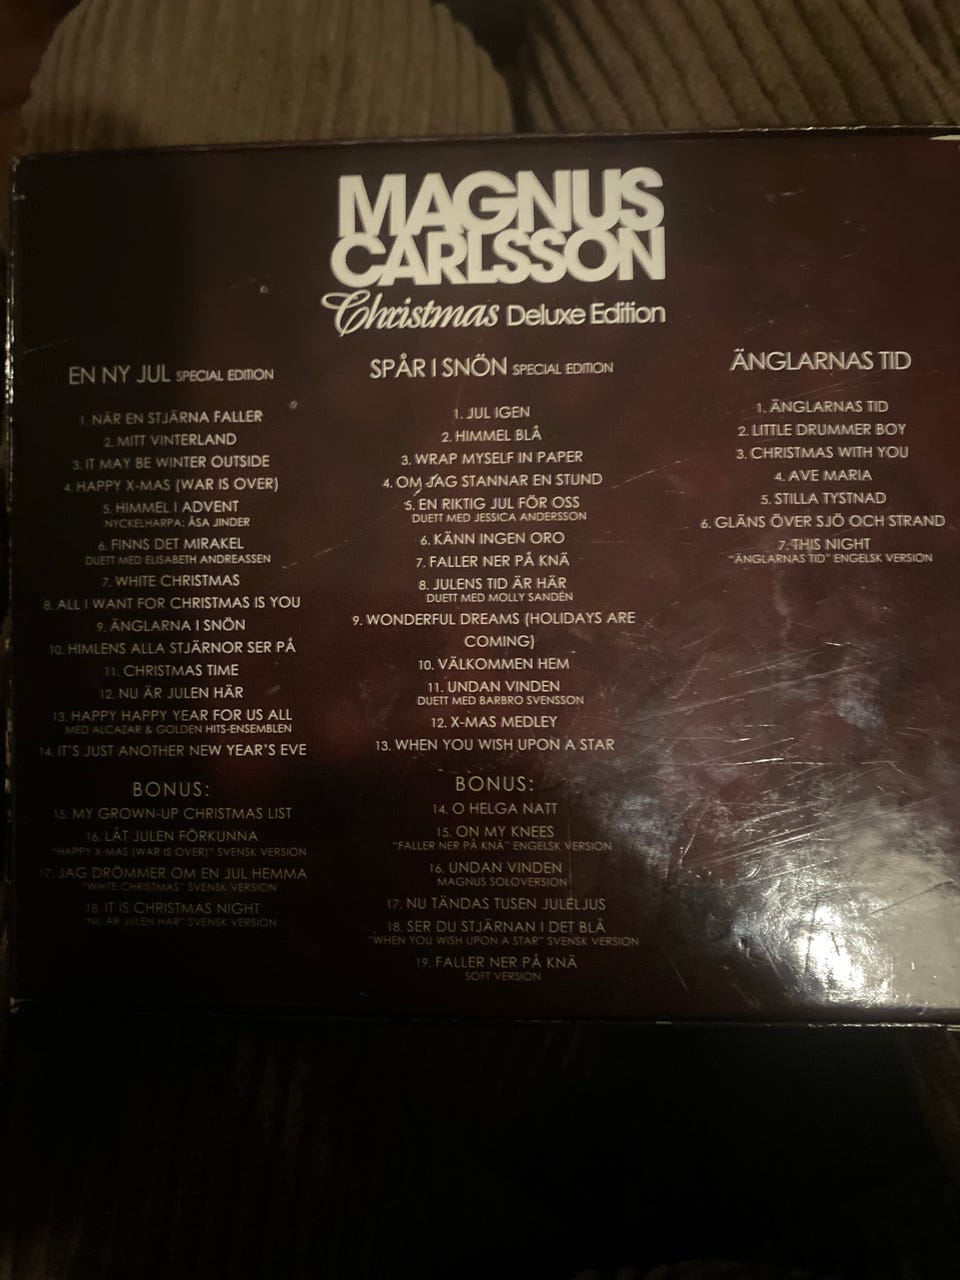 MAGNUS
CARLSSON
Christmas Deluxe Edition
EN NY JUL SPECIAL EDITION
1. NÄR EN STJÄRNA FALLER
2. MITT VINTERLAND
3. IT MAY BE WINTER OUTSIDE
4. HAPPY X-MAS (WAR IS OVER)
5. HIMMEL I ADVENT
NYCKELHARPA: ÅSA JINDER
6. FINNS DET MIRAKEL
DUETT MED ELISABETH ANDREASSEN
7. WHITE CHRISTMAS
8. ALL I WANT FOR CHRISTMAS IS YOU
9. ÄNGLARNA I SNÖN
10. HIMLENS ALLA STJÄRNOR SER PÅ
11. CHRISTMAS TIME
12. NU ÄR JULEN HÄR
13. HAPPY HAPPY YEAR FOR US ALL
MED ALCAZAR & GOLDEN HITS-ENSEMBLEN
14. IT'S JUST ANOTHER NEW YEAR'S EVE
BONUS:
15. MY GROWN-UP CHRISTMAS LIST
16. LÅT JULEN FÖRKUNNA
"HAPPY X-MAS (WAR IS OVER)" SVENSK VERSION
17. JAG DRÖMMER OM EN JUL HEMMA
"WHITE CHRISTMAS" SVENSK VERSION
18. IT IS CHRISTMAS NIGHT
"NU ÄR JULEN HÄR" SVENSK VERSION
SPÅR I SNÖN SPECIAL EDITION
1. JUL IGEN
2. HIMMEL BLÅ
3. WRAP MYSELF IN PAPER
4. OM JAG STANNAR EN STUND
5. EN RIKTIG JUL FÖR OSS
DUETT MED JESSICA ANDERSSON
6. KÄNN INGEN ORO
7. FALLER NER PÅ KNÄ
8. JULENS TID ÄR HÄR
DUETT MED MOLLY SANDÉN
9. WONDERFUL DREAMS (HOLIDAYS ARE
COMING)
10. VÄLKOMMEN HEM
11. UNDAN VINDEN
DUETT MED BARBRO SVENSSON
12. X-MAS MEDLEY
13. WHEN YOU WISH UPON A STAR
BONUS:
14. O HELGA NATT
15. ON MY KNEES
"FALLER NER PÅ KNÄ" ENGELSK VERSION
16. UNDAN VINDEN
MAGNUS SOLOVERSION
17. NU TÄNDAS TUSEN JULELJUS
18. SER DU STJÄRNAN I DET BLÅ
"WHEN YOU WISH UPON A STAR" SVENSK VERSION
19. FALLER NER PÅ KNÄ
SOFT VERSION
ÄNGLARNAS TID
1. ÄNGLARNAS TID
2. LITTLE DRUMMER BOY
3. CHRISTMAS WITH YOU
4. AVE MARIA
5. STILLA TYSTNAD
6. GLÄNS ÖVER SJÖ OCH STRAND
7. THIS NIGHT
"ÄNGLARNAS TID" ENGELSK VERSION